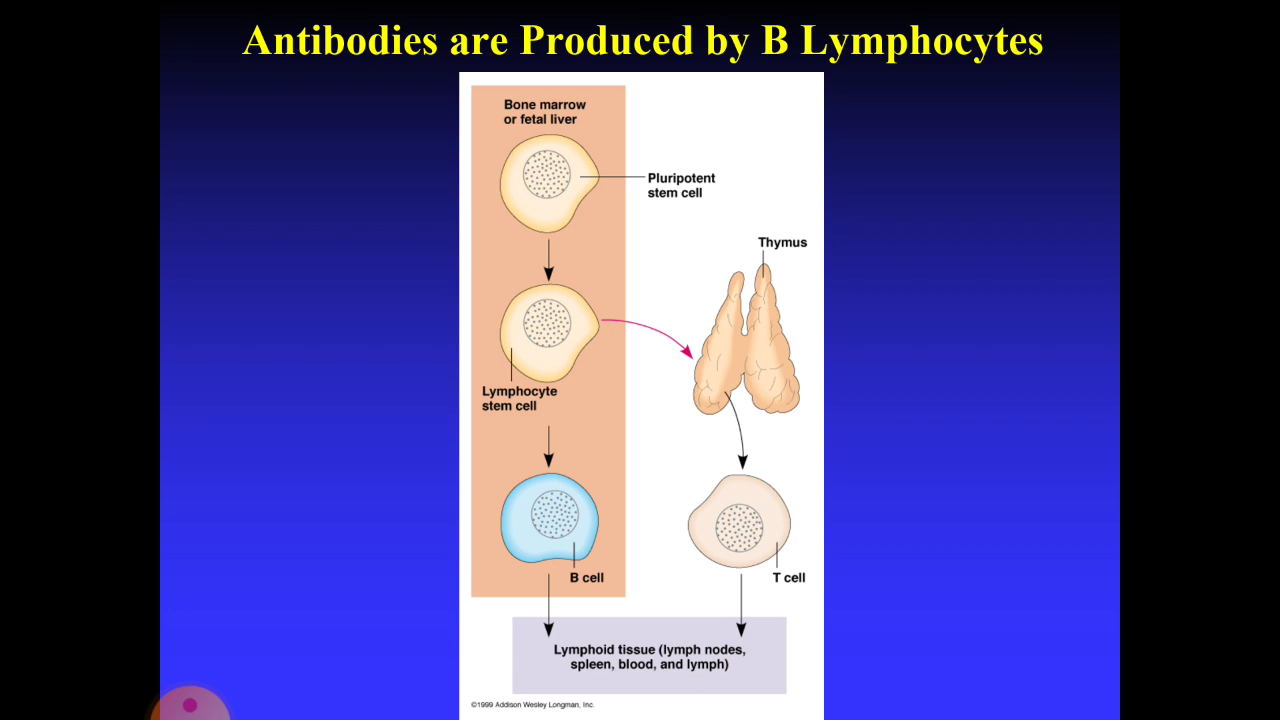 Antibodies are Produced by B Lymphocytes
Bone marrow
or fetal liver
Pluripotent
stem cell
Thymus
Lymphocyte
stem cell
B cell
T cell
Lymphoid tissue (lymph nodes,
spleen, blood, and lymph)
©1999 Addison Wesley Longman, Inc.